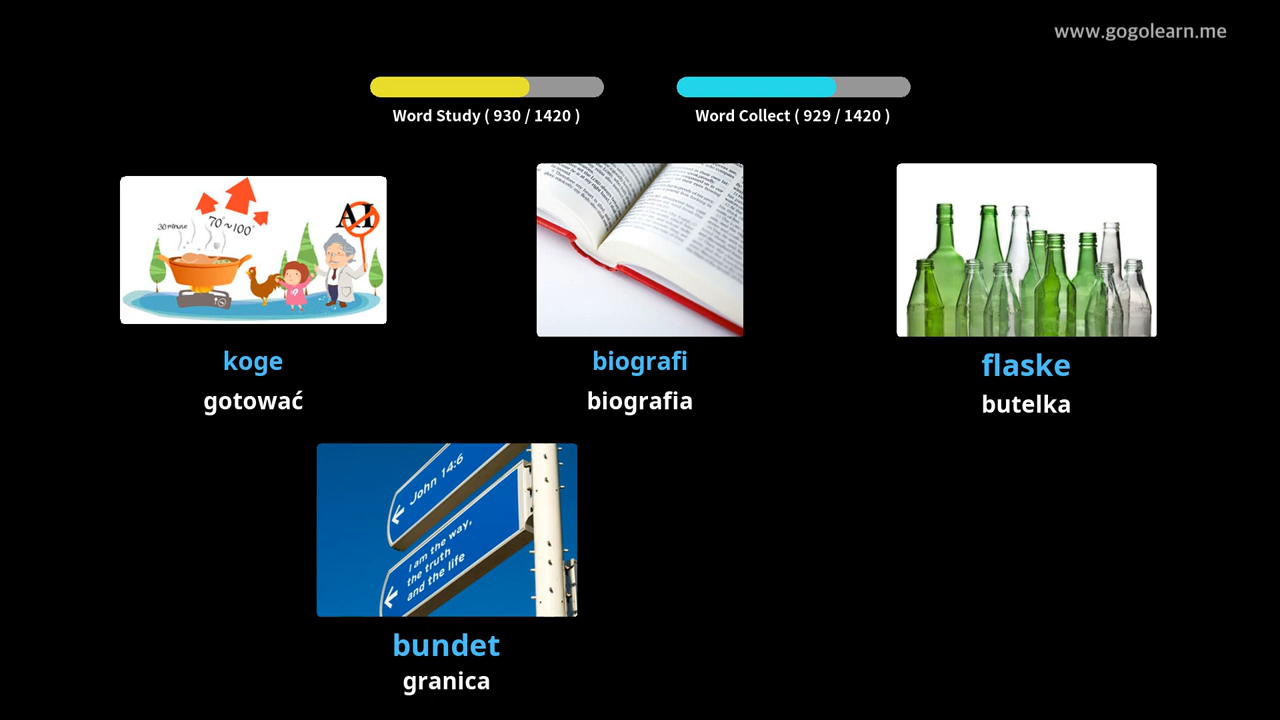 www.gogolearn.me
Word Study ( 930 / 1420 )
Word Collect ( 929 / 1420 )
30 minute
70°~100°
AI
koge
gotować
biografi
biografia
flaske
butelka
John 14:6
I am the way,
the truth
and the life
bundet
granica